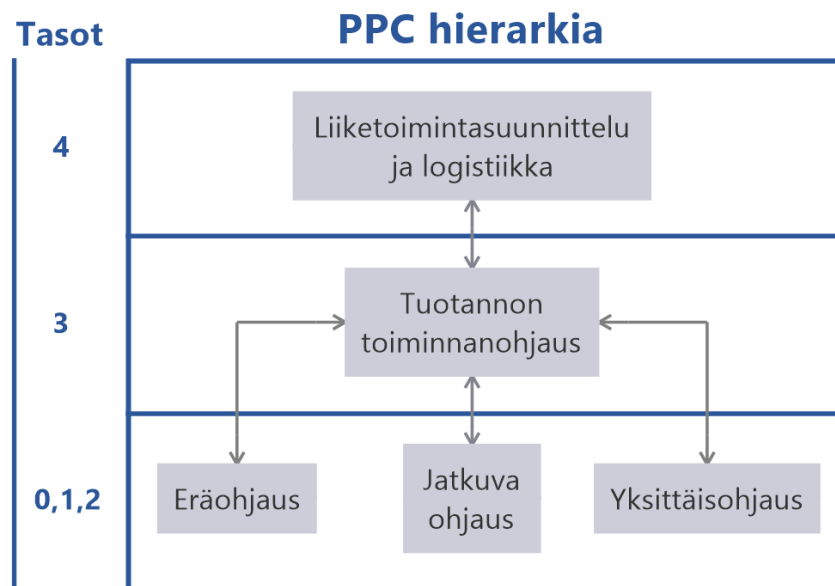 Tasot
PPC hierarkia
4
Liiketoimintasuunnittelu
ja logistiikka
3
Tuotannon
toiminnanohjaus
0,1,2
Eräohjaus
Jatkuva
ohjaus
Yksittäisohjaus